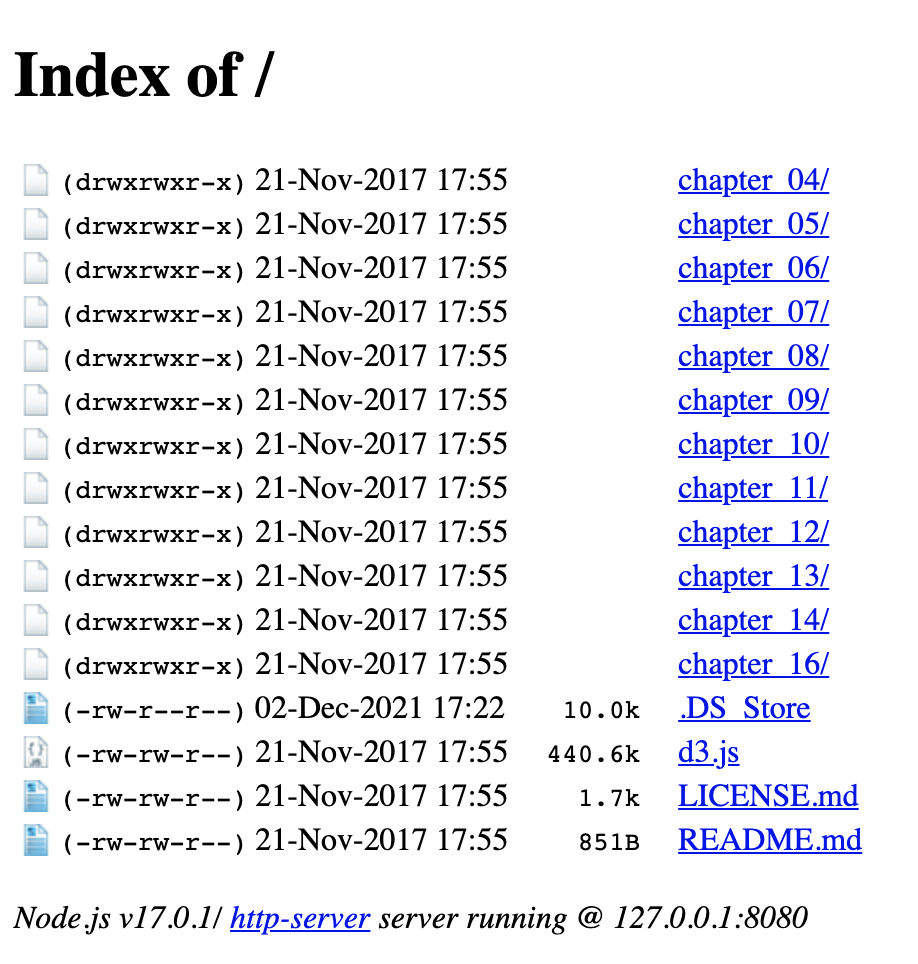 Index of /
(drwxrwxr-x) 21-Nov-2017 17:55 chapter_04/
(drwxrwxr-x) 21-Nov-2017 17:55 chapter_05/
(drwxrwxr-x) 21-Nov-2017 17:55 chapter_06/
(drwxrwxr-x) 21-Nov-2017 17:55 chapter_07/
(drwxrwxr-x) 21-Nov-2017 17:55 chapter_08/
(drwxrwxr-x) 21-Nov-2017 17:55 chapter_09/
(drwxrwxr-x) 21-Nov-2017 17:55 chapter_10/
(drwxrwxr-x) 21-Nov-2017 17:55 chapter_11/
(drwxrwxr-x) 21-Nov-2017 17:55 chapter_12/
(drwxrwxr-x) 21-Nov-2017 17:55 chapter_13/
(drwxrwxr-x) 21-Nov-2017 17:55 chapter_14/
(drwxrwxr-x) 21-Nov-2017 17:55 chapter_16/
(-rw-r--r--) 02-Dec-2021 17:22 10.0k .DS_Store
(-rw-rw-r--) 21-Nov-2017 17:55 440.6k d3.js
(-rw-rw-r--) 21-Nov-2017 17:55 1.7k LICENSE.md
(-rw-rw-r--) 21-Nov-2017 17:55 851B README.md
Node.js v17.0.1/ http-server server running @ 127.0.0.1:8080